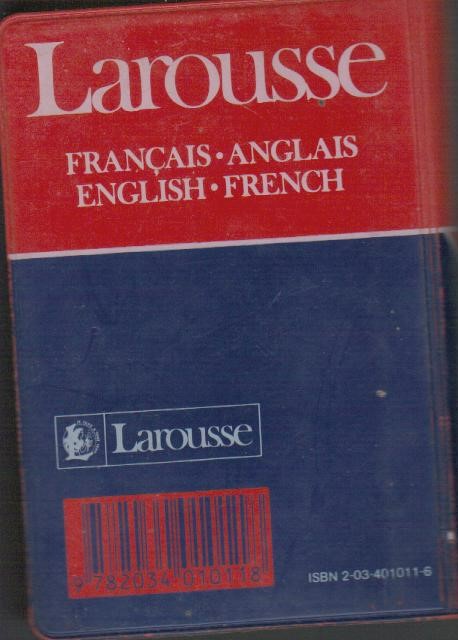 Larousse
FRANÇAIS • ANGLAIS
ENGLISH • FRENCH
Larousse
9 782034 010118
ISBN 2-03-401011-6